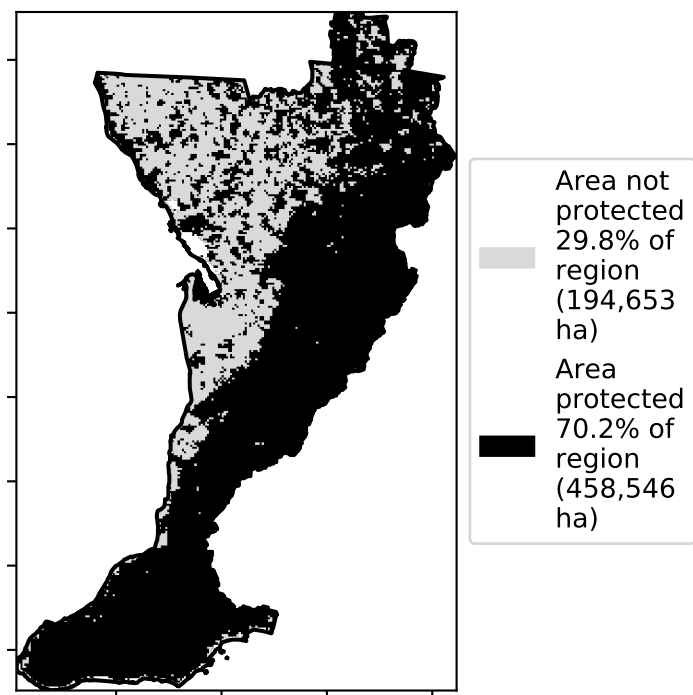 Area not
protected
29.8% of
region
(194,653
ha)
Area
protected
70.2% of
region
(458,546
ha)